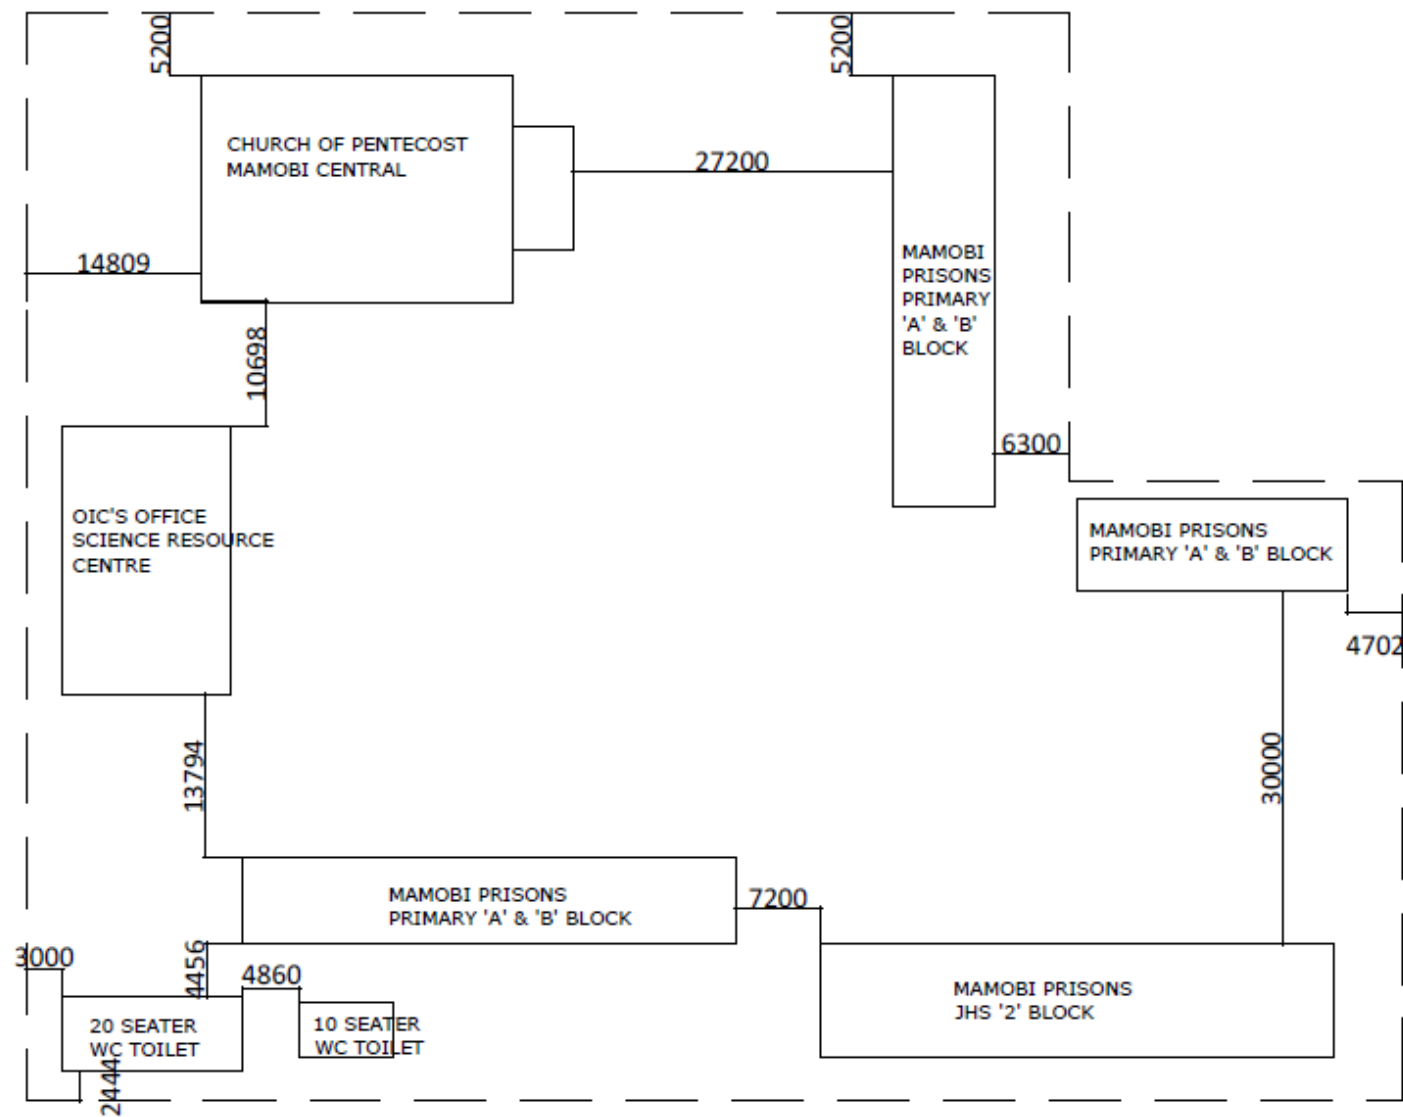 5200
5200
CHURCH OF PENTECOST
MAMOBI CENTRAL
27200
14809
MAMOBI
PRISONS
PRIMARY
'A' & 'B'
BLOCK
10698
6300
OIC'S OFFICE
SCIENCE RESOURCE
CENTRE
MAMOBI PRISONS
PRIMARY 'A' & 'B' BLOCK
4702
13794
30000
MAMOBI PRISONS
PRIMARY 'A' & 'B' BLOCK
7200
3000
4456
4860
MAMOBI PRISONS
JHS '2' BLOCK
20 SEATER
WC TOILET
10 SEATER
WC TOILET
2444